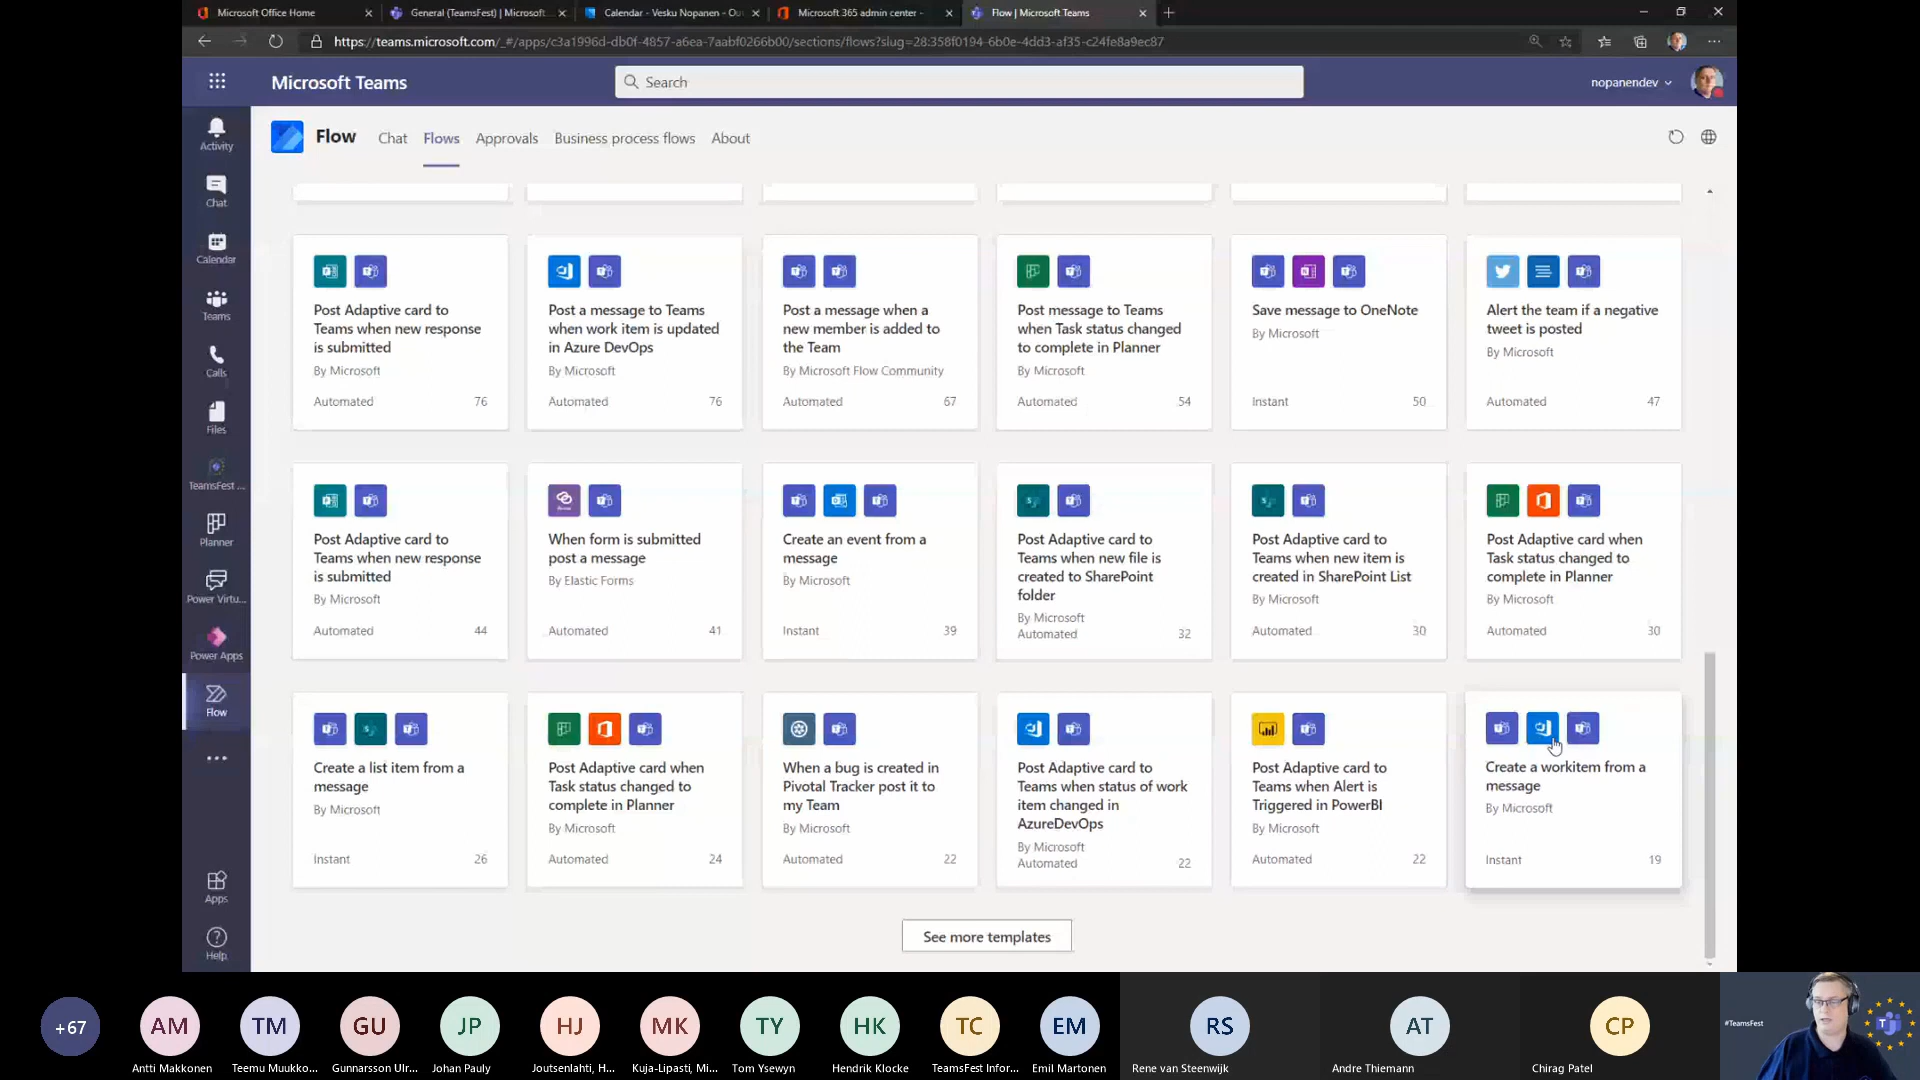 Microsoft Office Home
General (TeamsFest) | Microsoft
Calendar - Vesku Nopanen - Ou
Microsoft 365 admin center -
Flow | Microsoft Teams
https://teams.microsoft.com/_#/apps/c3a1996d-db0f-4857-a6ea-7aabf0266b00/sections/flows?slug=28:358f0194-6b0e-4dd3-af35-c24fe8a9ec87
Microsoft Teams
Search
nopanendev
Activity
Chat
Calendar
Teams
Calls
Files
TeamsFest ...
Planner
Power Virtu...
Power Apps
Flow
Apps
Help
Flow
Chat
Flows
Approvals
Business process flows
About
Post Adaptive card to
Teams when new response
is submitted
By Microsoft
Automated
76
Post a message to Teams
when work item is updated
in Azure DevOps
By Microsoft
Automated
76
Post a message when a
new member is added to
the Team
By Microsoft Flow Community
Automated
67
Post message to Teams
when Task status changed
to complete in Planner
By Microsoft
Automated
54
Save message to OneNote
By Microsoft
Instant
50
Alert the team if a negative
tweet is posted
By Microsoft
Automated
47
Post Adaptive card to
Teams when new response
is submitted
By Microsoft
Automated
44
When form is submitted
post a message
By Elastic Forms
Automated
41
Create an event from a
message
By Microsoft
Instant
39
Post Adaptive card to
Teams when new file is
created to SharePoint
folder
By Microsoft
Automated
32
Post Adaptive card to
Teams when new item is
created in SharePoint List
By Microsoft
Automated
30
Post Adaptive card when
Task status changed to
complete in Planner
By Microsoft
Automated
30
Create a list item from a
message
By Microsoft
Instant
26
Post Adaptive card when
Task status changed to
complete in Planner
By Microsoft
Automated
24
When a bug is created in
Pivotal Tracker post it to
my Team
By Microsoft
Automated
22
Post Adaptive card to
Teams when status of work
item changed in
AzureDevOps
By Microsoft
Automated
22
Post Adaptive card to
Teams when Alert is
Triggered in PowerBI
By Microsoft
Automated
22
Create a workitem from a
message
By Microsoft
Instant
19
See more templates
+67
AM
Antti Makkonen
TM
Teemu Muukko...
GU
Gunnarsson Ulr...
JP
Johan Pauly
HJ
Joutsenlahti, H...
MK
Kuja-Lipasti, Mi...
TY
Tom Ysewyn
HK
Hendrik Klocke
TC
TeamsFest Infor...
EM
Emil Martonen
RS
Rene van Steenwijk
AT
Andre Thiemann
CP
Chirag Patel
#TeamsFest